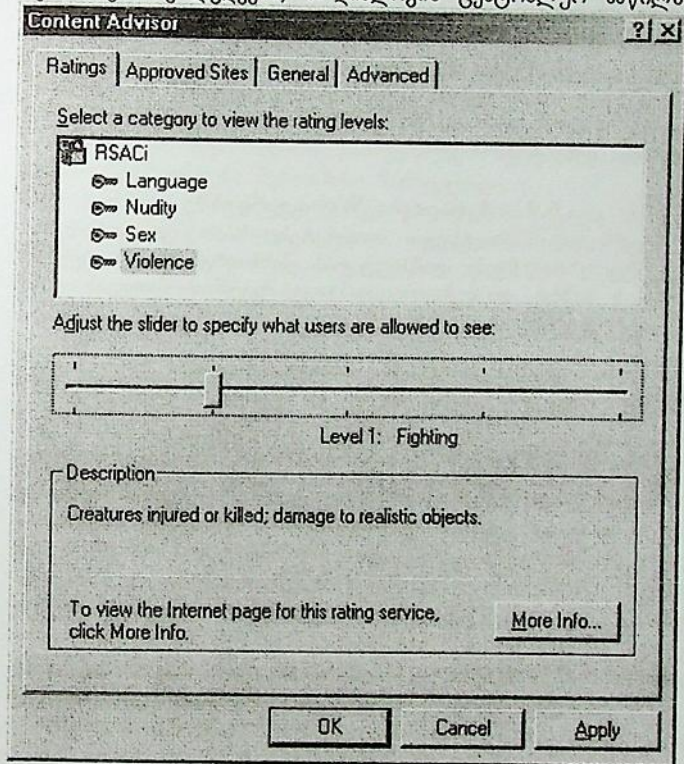 Content Advisor
? X
Ratings Approved Sites General Advanced
Select a category to view the rating levels:
RSACi
Language
Nudity
Sex
Violence
Adjust the slider to specify what users are allowed to see:
Level 1: Fighting
Description
Creatures injured or killed; damage to realistic objects.
To view the Internet page for this rating service,
click More Info.
More Info...
OK Cancel Apply